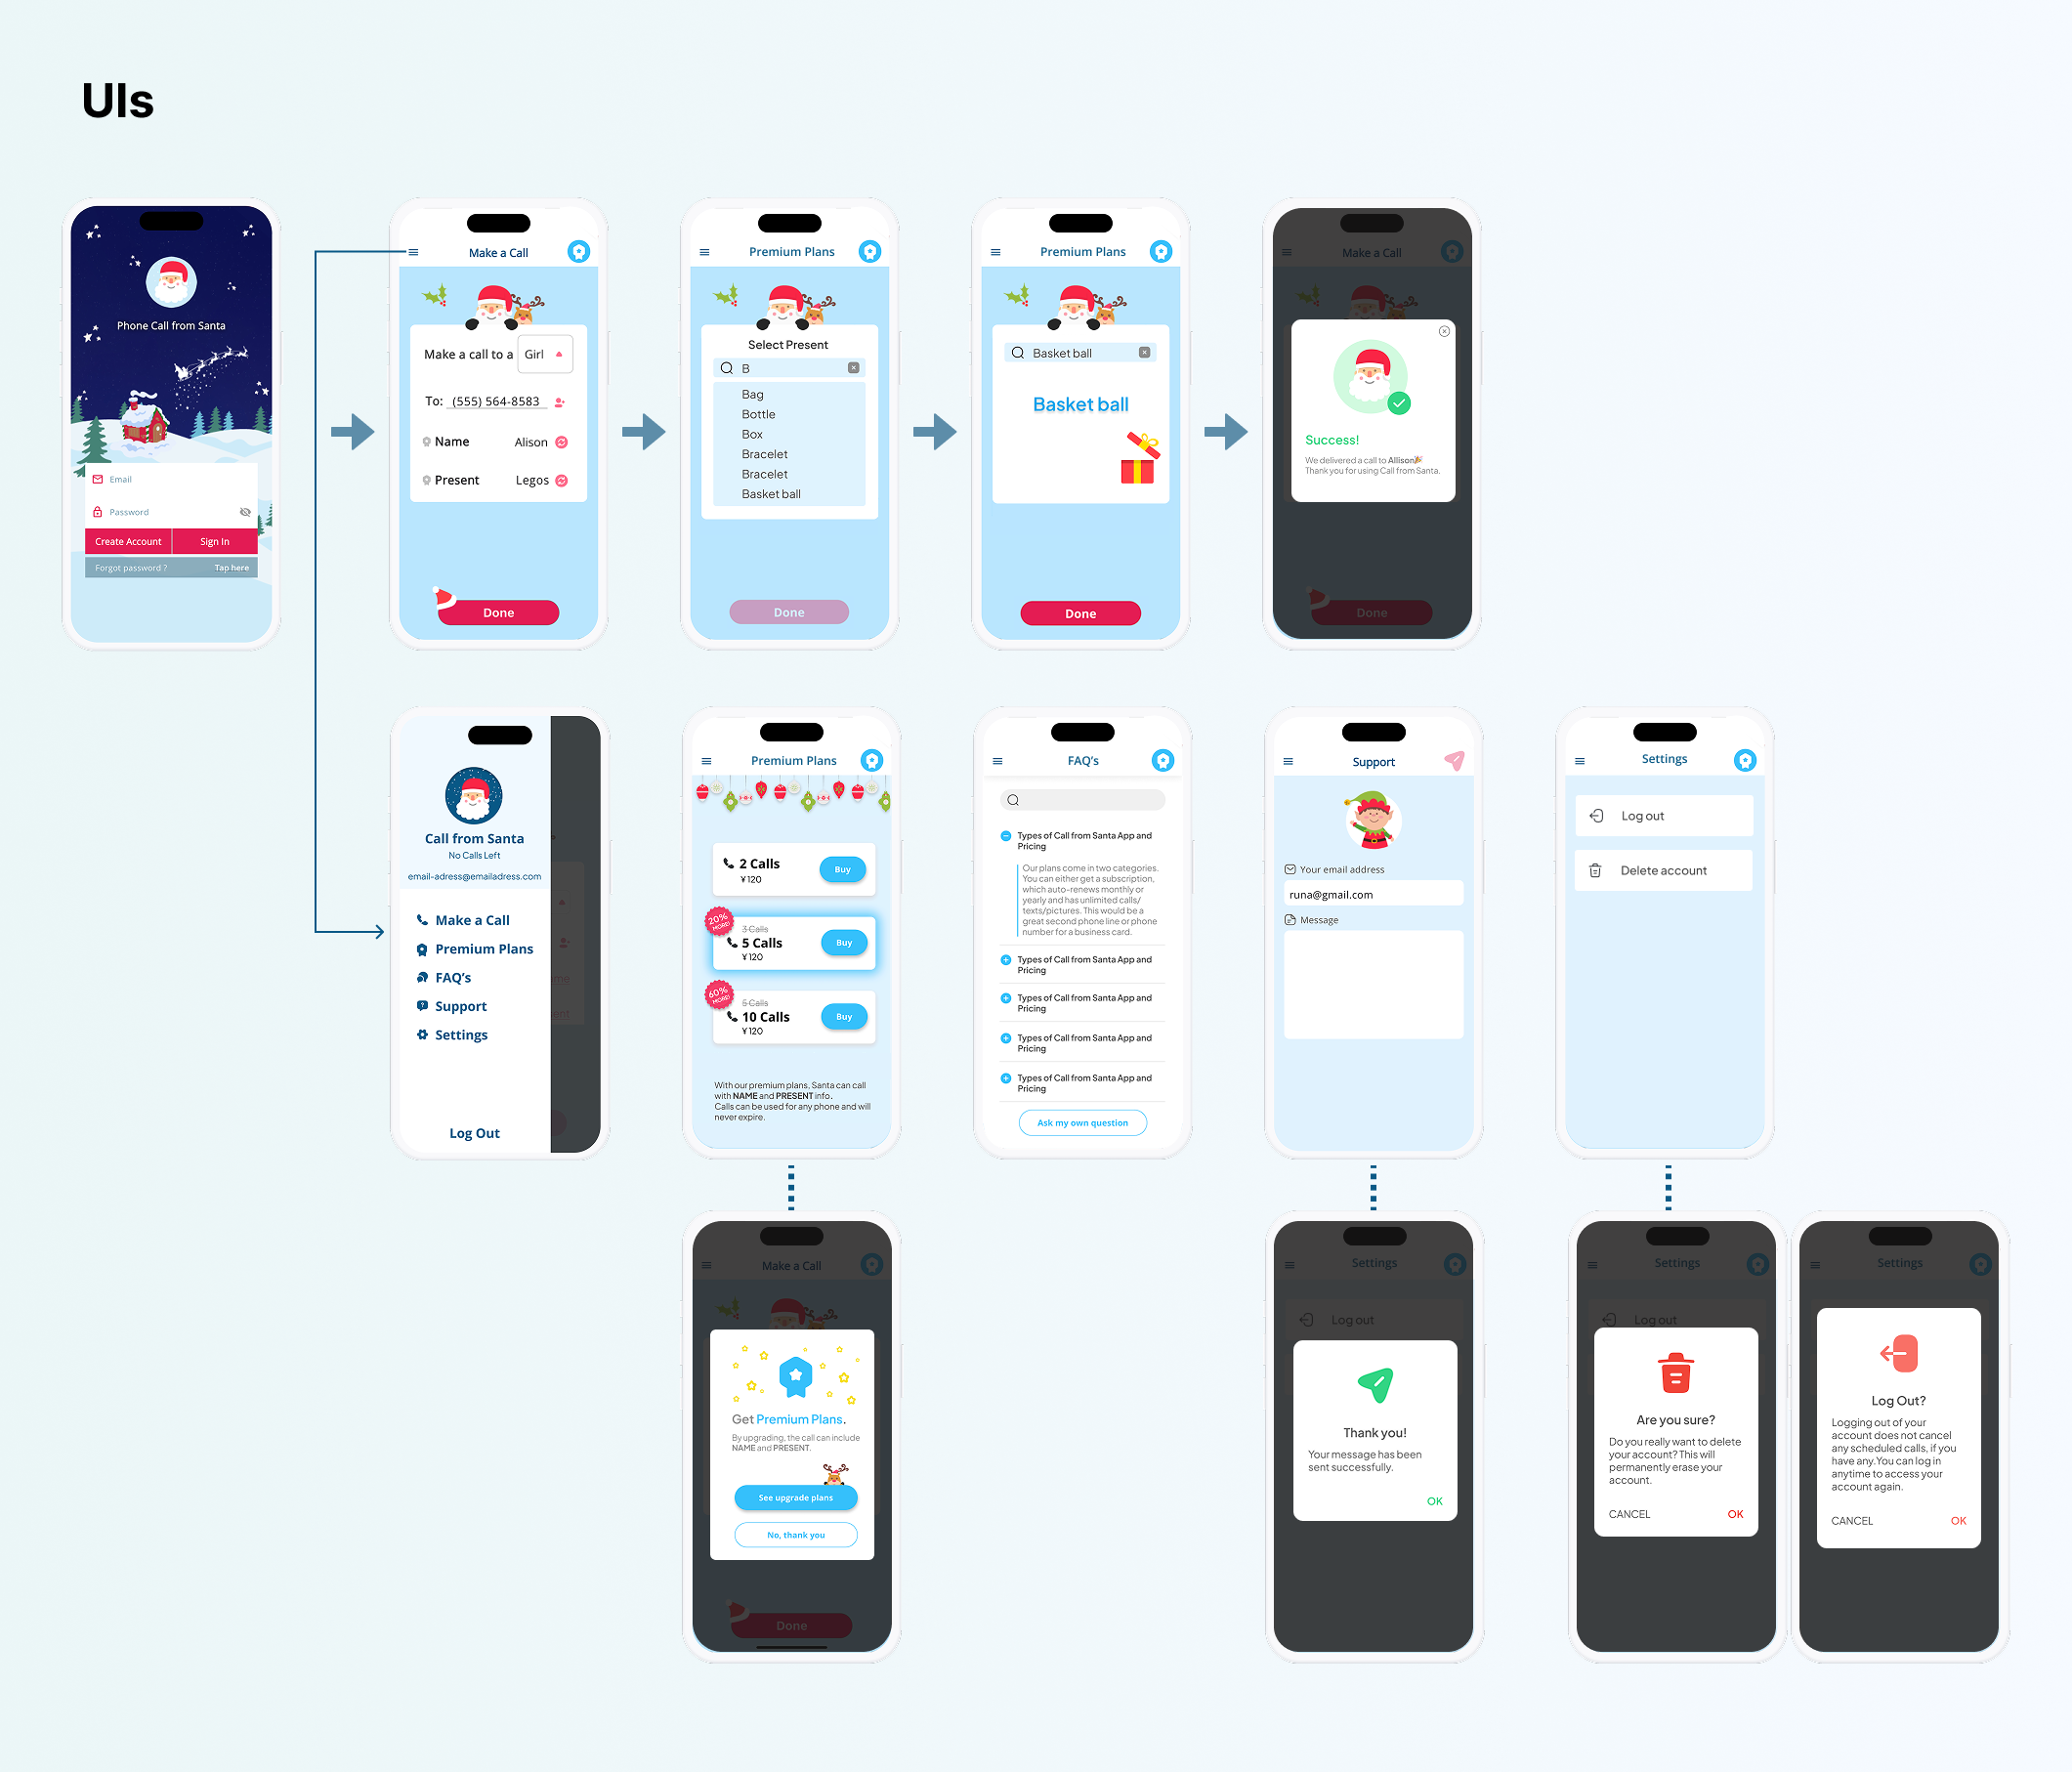 UIs
Phone Call from Santa
Email
Password
Create Account
Sign In
Forgot password ?
Tap here
Make a Call
Make a call to a
Girl
To: (555) 564-8583
Name
Alison
Present
Legos
Done
Premium Plans
Select Present
B
Bag
Bottle
Box
Bracelet
Bracelet
Basket ball
Done
Premium Plans
Basket ball
Basket ball
Done
Make a Call
Success!
We delivered a call to Allison🎉
Thank you for using Call from Santa.
Done
Call from Santa
No Calls Left
email-adress@emailadress.com
Make a Call
Premium Plans
FAQ's
Support
Settings
Log Out
Premium Plans
2 Calls
¥120
Buy
20%
MORE!
3 Calls
5 Calls
¥120
Buy
60%
MORE!
5 Calls
10 Calls
¥120
Buy
With our premium plans, Santa can call
with NAME and PRESENT info.
Calls can be used for any phone and will
never expire.
FAQ's
Types of Call from Santa App and
Pricing
Our plans come in two categories.
You can either get a subscription,
which auto-renews monthly or
yearly and has unlimited calls/
texts/pictures. This would be a
great second phone line or phone
number for a business card.
Types of Call from Santa App and
Pricing
Types of Call from Santa App and
Pricing
Types of Call from Santa App and
Pricing
Types of Call from Santa App and
Pricing
Ask my own question
Support
Your email address
runa@gmail.com
Message
Settings
Log out
Delete account
Make a Call
Get Premium Plans.
By upgrading, the call can include
NAME and PRESENT.
See upgrade plans
No, thank you
Done
Settings
Log out
Thank you!
Your message has been
sent successfully.
OK
Settings
Log out
Are you sure?
Do you really want to delete
your account? This will
permanently erase your
account.
CANCEL
OK
Settings
Log Out?
Logging out of your
account does not cancel
any scheduled calls, if you
have any.You can log in
anytime to access your
account again.
CANCEL
OK